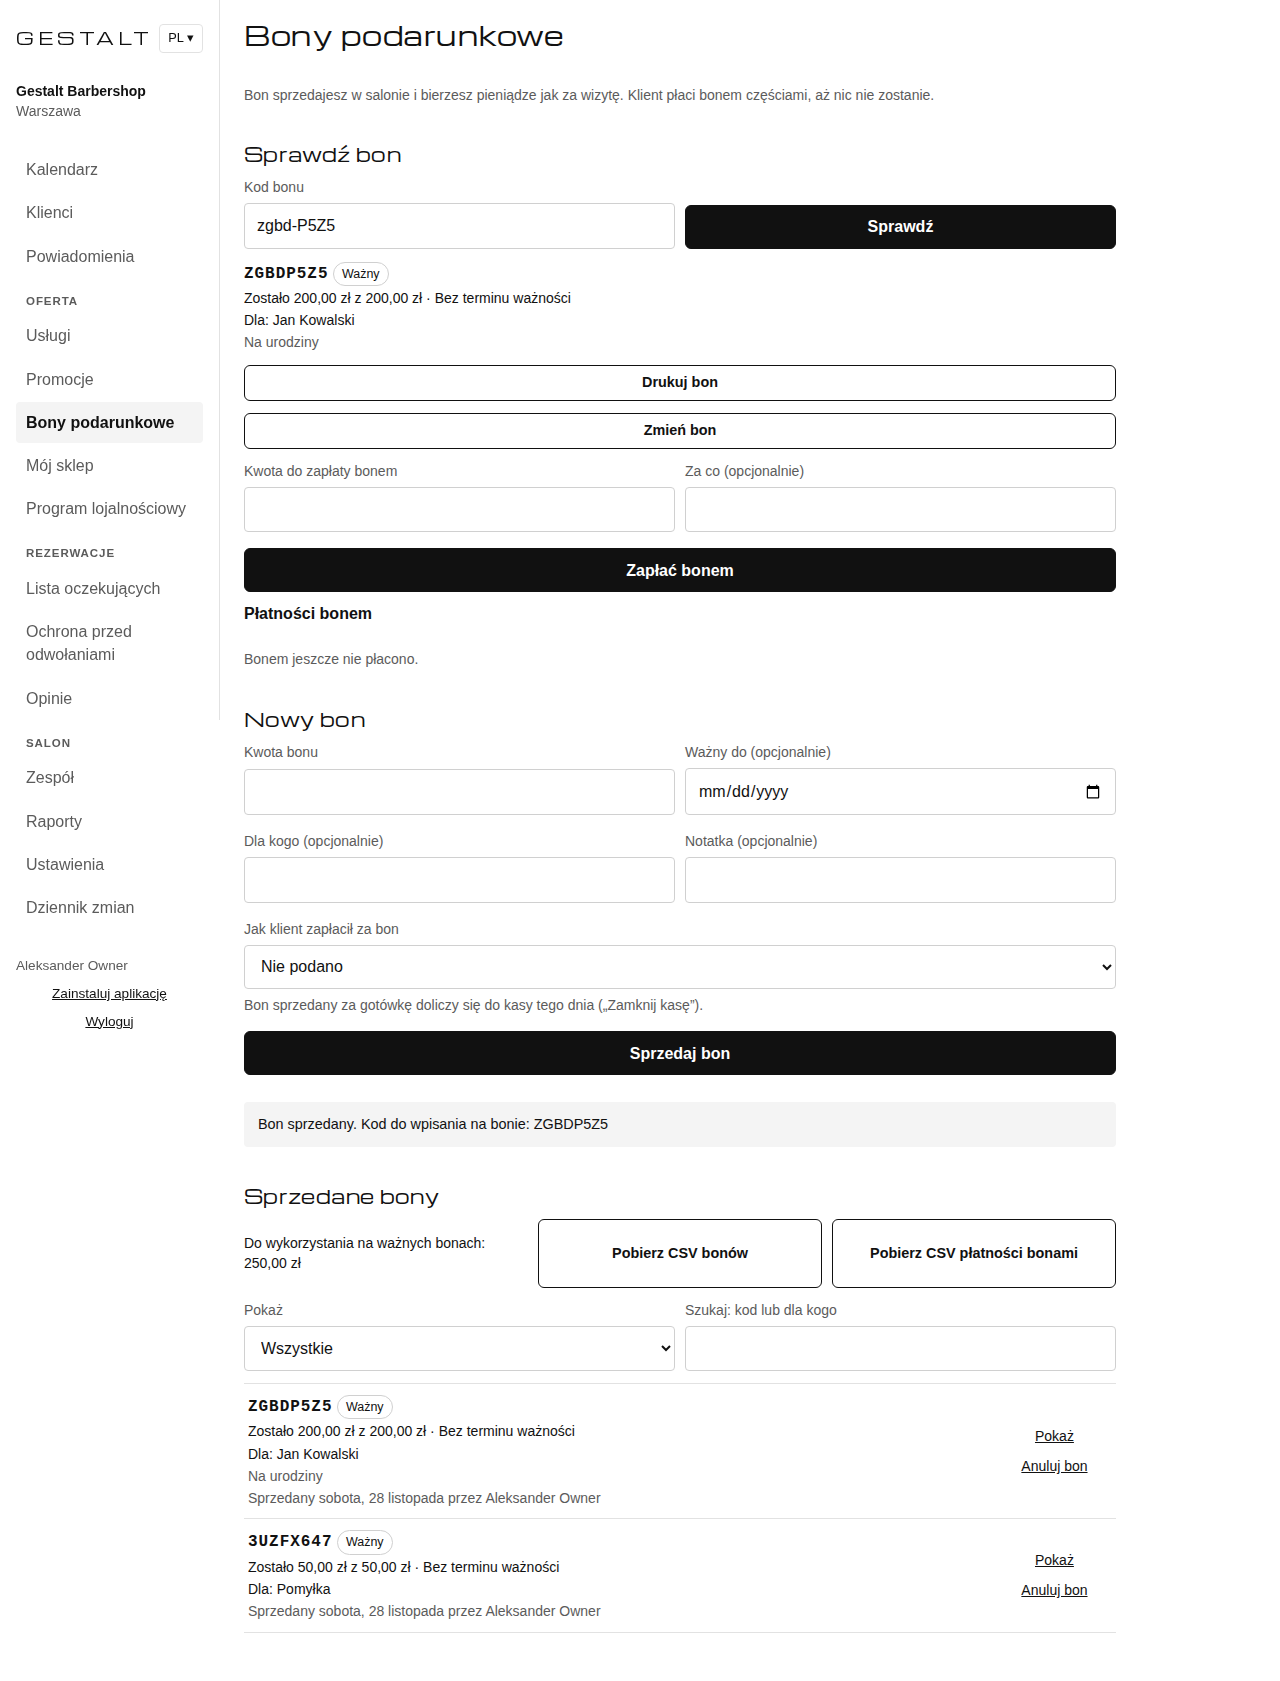 GESTALT
PL ▾
Gestalt Barbershop
Warszawa
Kalendarz
Klienci
Powiadomienia
OFERTA
Usługi
Promocje
Bony podarunkowe
Mój sklep
Program lojalnościowy
REZERWACJE
Lista oczekujących
Ochrona przed
odwołaniami
Opinie
SALON
Zespół
Raporty
Ustawienia
Dziennik zmian
Aleksander Owner
Zainstaluj aplikację
Wyloguj
Bony podarunkowe
Bon sprzedajesz w salonie i bierzesz pieniądze jak za wizytę. Klient płaci bonem częściami, aż nic nie zostanie.
Sprawdź bon
Kod bonu
zgbd-P5Z5
Sprawdź
ZGBDP5Z5 Ważny
Zostało 200,00 zł z 200,00 zł · Bez terminu ważności
Dla: Jan Kowalski
Na urodziny
Drukuj bon
Zmień bon
Kwota do zapłaty bonem
Za co (opcjonalnie)
Zapłać bonem
Płatności bonem
Bonem jeszcze nie płacono.
Nowy bon
Kwota bonu
Ważny do (opcjonalnie)
mm/dd/yyyy
Dla kogo (opcjonalnie)
Notatka (opcjonalnie)
Jak klient zapłacił za bon
Nie podano
Bon sprzedany za gotówkę doliczy się do kasy tego dnia („Zamknij kasę”).
Sprzedaj bon
Bon sprzedany. Kod do wpisania na bonie: ZGBDP5Z5
Sprzedane bony
Do wykorzystania na ważnych bonach:
250,00 zł
Pobierz CSV bonów
Pobierz CSV płatności bonami
Pokaż
Szukaj: kod lub dla kogo
Wszystkie
ZGBDP5Z5 Ważny
Zostało 200,00 zł z 200,00 zł · Bez terminu ważności
Dla: Jan Kowalski
Na urodziny
Sprzedany sobota, 28 listopada przez Aleksander Owner
Pokaż
Anuluj bon
3UZFX647 Ważny
Zostało 50,00 zł z 50,00 zł · Bez terminu ważności
Dla: Pomyłka
Sprzedany sobota, 28 listopada przez Aleksander Owner
Pokaż
Anuluj bon